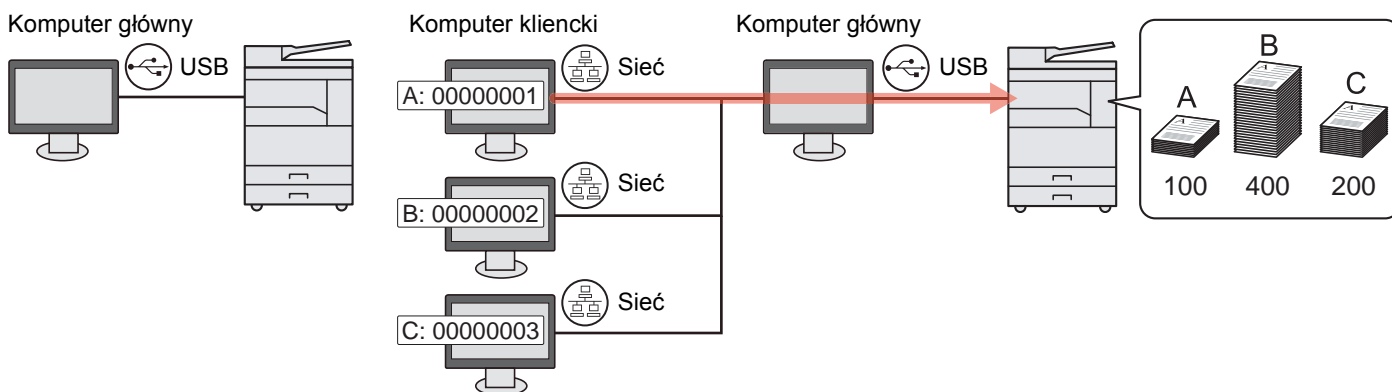 Komputer główny
USB
Komputer kliencki
Sieć
A: 00000001
Sieć
B: 00000002
Sieć
C: 00000003
Komputer główny
USB
A
100
B
400
C
200